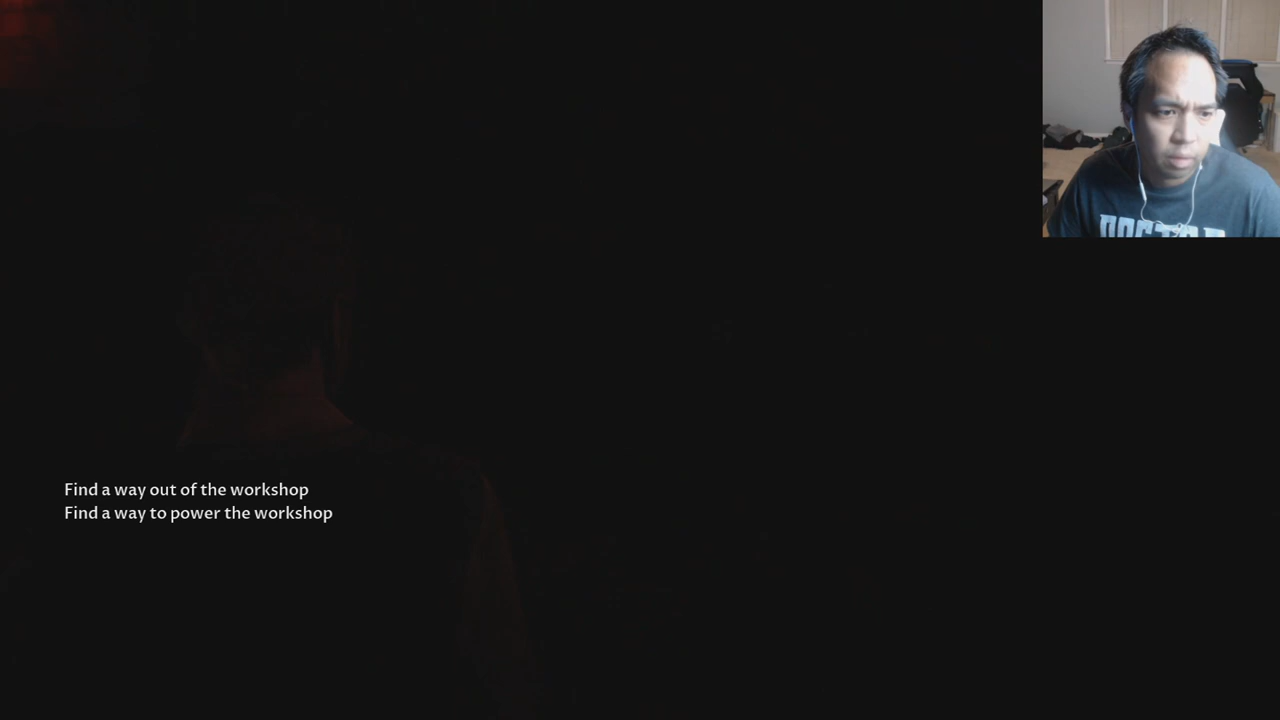 Find a way out of the workshop
Find a way to power the workshop